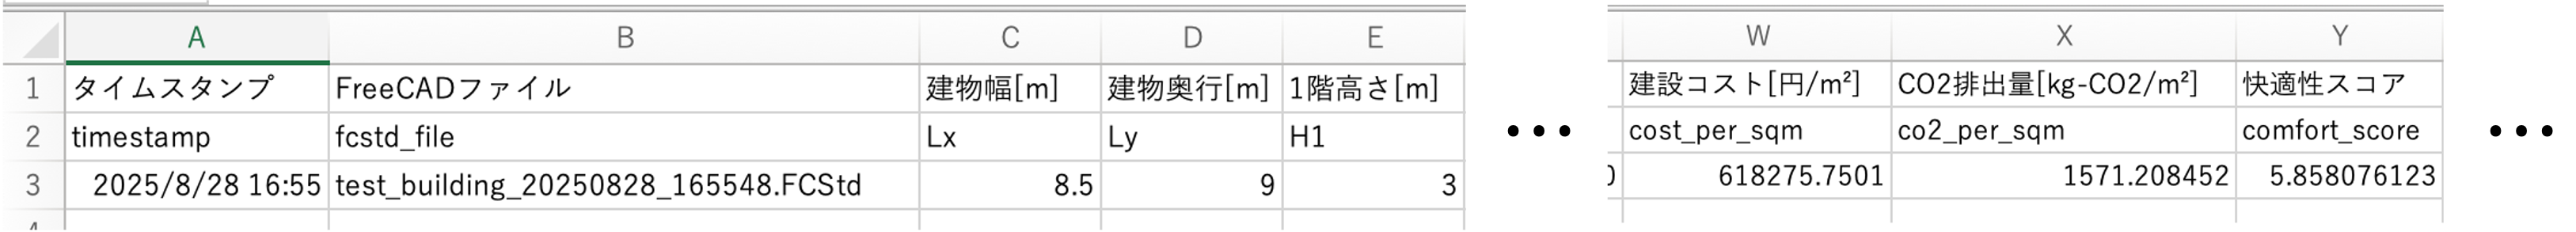 A B C D E W X Y
1 タイムスタンプ FreeCADファイル 建物幅[m] 建物奥行[m] 1階高さ[m] 建設コスト[円/m²] CO2排出量[kg-CO2/m²] 快適性スコア
2 timestamp fcstd_file Lx Ly H1 ••• cost_per_sqm co2_per_sqm comfort_score •••
3 2025/8/28 16:55 test_building_20250828_165548.FCStd 8.5 9 3 618275.7501 1571.208452 5.858076123